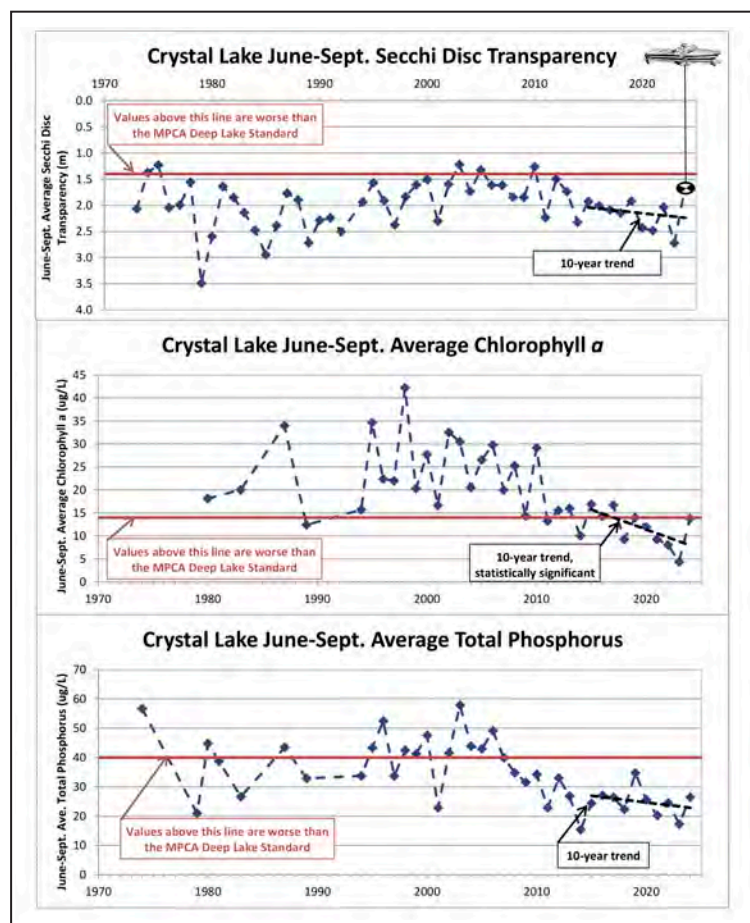 Crystal Lake June-Sept. Secchi Disc Transparency
1970 1980 1990 2000 2010 2020
0.0
0.5
1.0
1.5
2.0
2.5
3.0
3.5
4.0
June-Sept. Average Secchi Disc
Transparency (m)
Values above this line are worse than
the MPCA Deep Lake Standard
10-year trend
Crystal Lake June-Sept. Average Chlorophyll a
45
40
35
30
25
20
15
10
5
0
June-Sept. Average Chlorophyll a (ug/L)
Values above this line are worse than
the MPCA Deep Lake Standard
10-year trend,
statistically significant
1970 1980 1990 2000 2010 2020
Crystal Lake June-Sept. Average Total Phosphorus
70
60
50
40
30
20
10
0
June-Sept. Ave. Total Phosphorus (ug/L)
Values above this line are worse than
the MPCA Deep Lake Standard
10-year trend
1970 1980 1990 2000 2010 2020